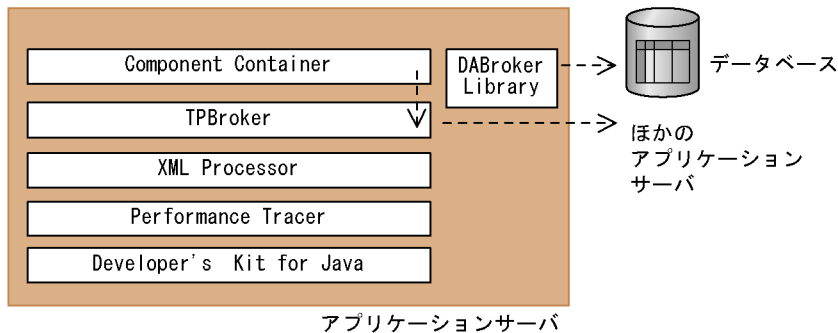 Component Container
DABroker
Library
データベース
TPBroker
ほかの
アプリケーション
サーバ
XML Processor
Performance Tracer
Developer's Kit for Java
アプリケーションサーバ